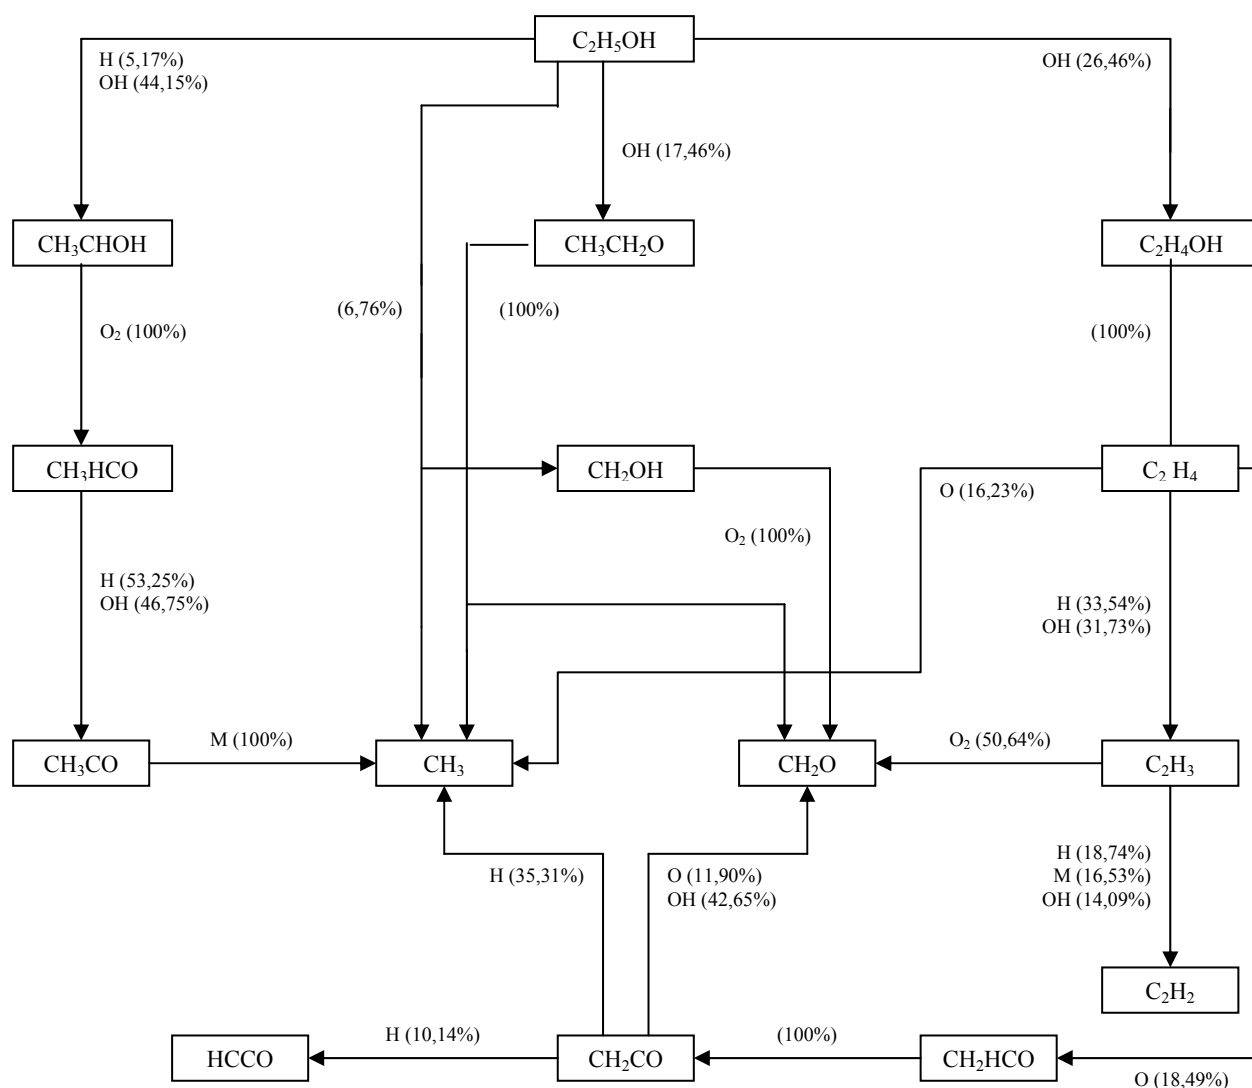 C₂H₅OH
H (5,17%)
OH (44,15%)
OH (26,46%)
OH (17,46%)
CH₃CHOH
CH₃CH₂O
C₂H₄OH
O₂ (100%)
(6,76%)
(100%)
(100%)
CH₃HCO
CH₂OH
C₂ H₄
O (16,23%)
O₂ (100%)
H (53,25%)
OH (46,75%)
H (33,54%)
OH (31,73%)
M (100%)
O₂ (50,64%)
CH₃CO
CH₃
CH₂O
C₂H₃
H (35,31%)
O (11,90%)
OH (42,65%)
H (18,74%)
M (16,53%)
OH (14,09%)
C₂H₂
H (10,14%)
(100%)
HCCO
CH₂CO
CH₂HCO
O (18,49%)